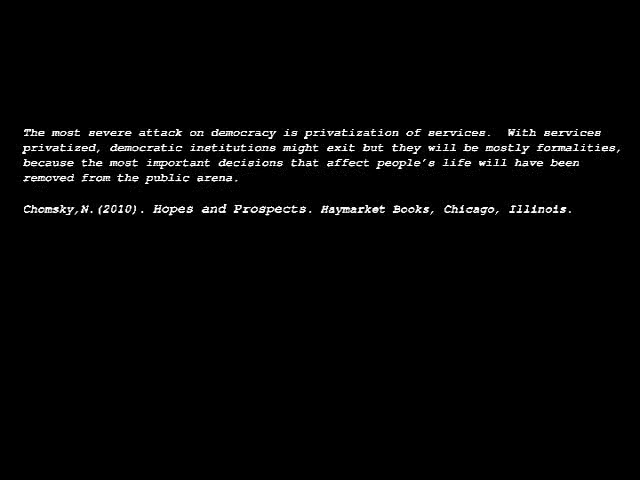 The most severe attack on democracy is privatization of services.  With services
privatized, democratic institutions might exit but they will be mostly formalities,
because the most important decisions that affect people's life will have been
removed from the public arena.
Chomsky,N.(2010). Hopes and Prospects. Haymarket Books, Chicago, Illinois.